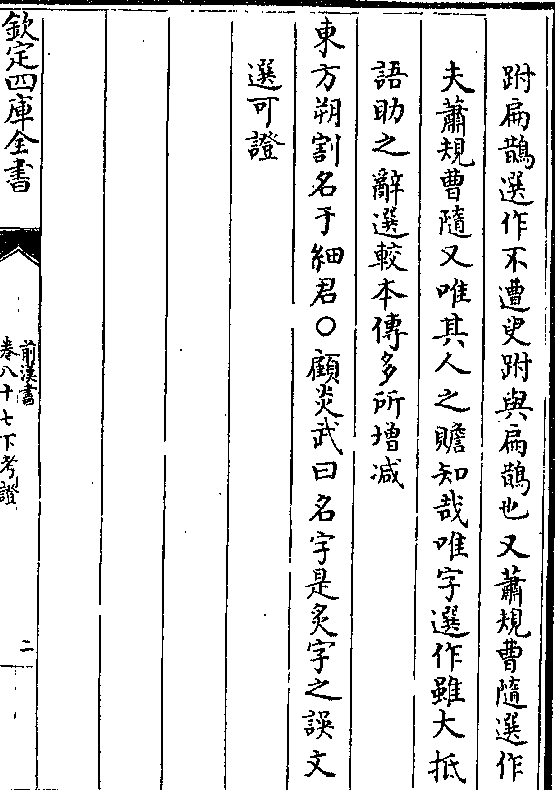 跗扁鵲選作不遭臾跗與扁鵲也又蕭規曹隨選作
夫蕭規曹隨又唯其人之贍知哉唯字選作雖大抵
語助之辭選較本傳多所增减
東方朔割名于細君○顧炎武曰名字是炙字之誤文
選可證
欽定四庫全書
前漢書
卷八十七下考證
二